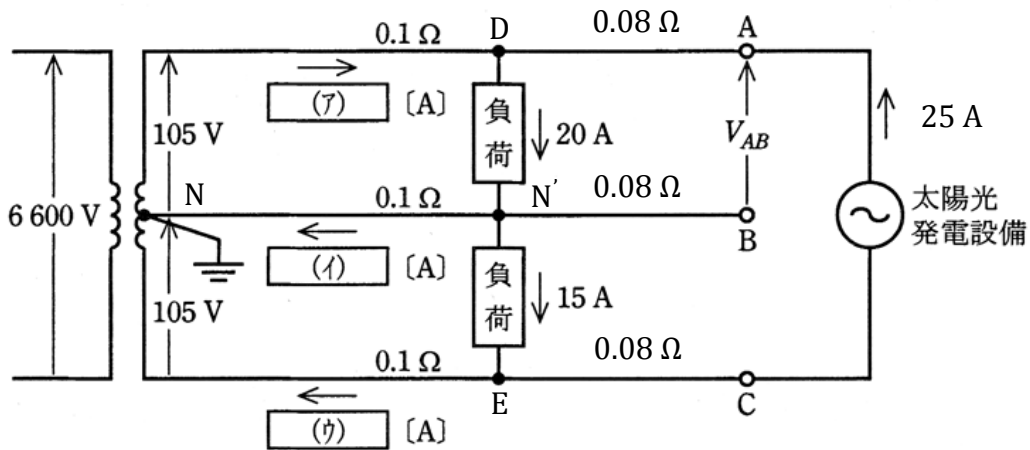 0.1 Ω D 0.08 Ω A
(ア) 〔A〕
負荷
20 A
105 V
V_AB
25 A
6 600 V
N
0.1 Ω N' 0.08 Ω
B
太陽光
発電設備
(イ) 〔A〕
負荷
15 A
105 V
0.1 Ω 0.08 Ω
E C
(ウ) 〔A〕